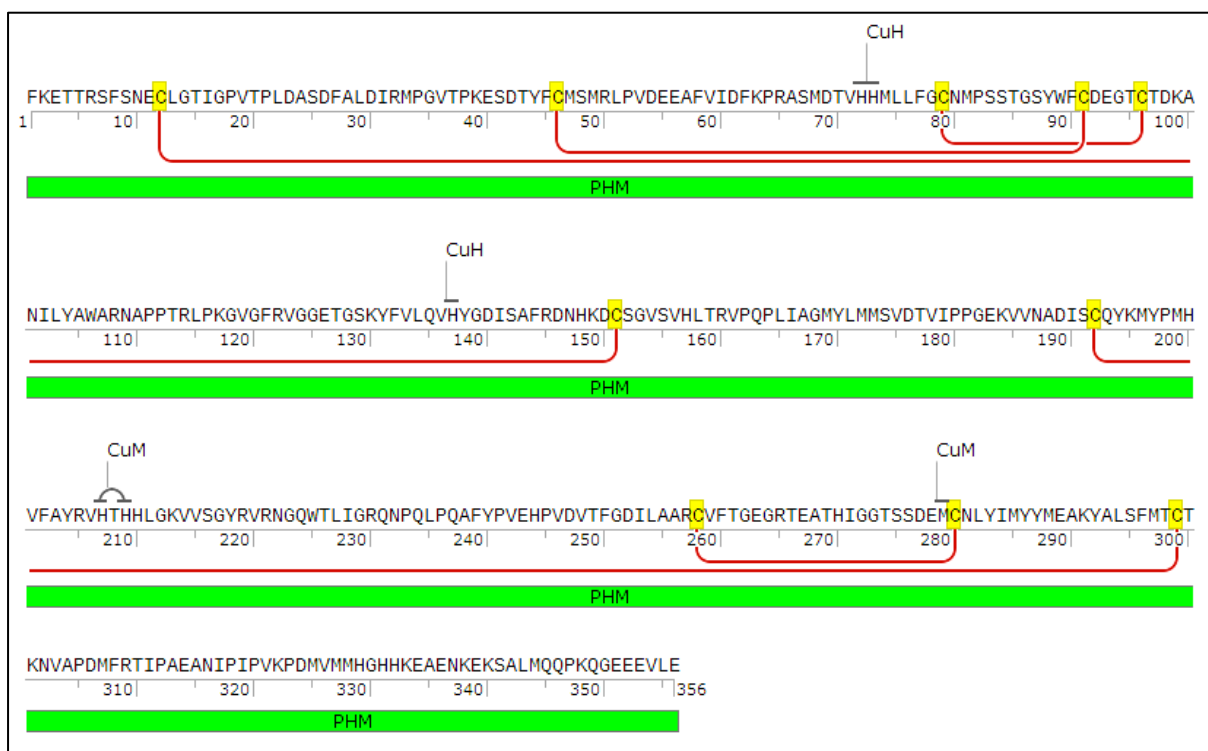 CuH
FKETTRSFSNECLGTIGPVTPLDASDFALDIRMPGVTPKESDTYFCMSMRLPVDEEAFVIDFKPRASMDTVHHMLLFGCNMPSSTGSYWFCDEGTCTDKA
1 10 20 30 40 50 60 70 80 90 100
PHM
CuH
NILYAWARNAPPTRLPKGVGFRVGGETGSKYFVLQVHYGDISAFRDNHKDCSGVSVHLTRVPQPLIAGMYLMMSVDTVIPPGEKVVNADISCQYKMYPMH
110 120 130 140 150 160 170 180 190 200
PHM
CuM CuM
VFAYRVHTHHLGKVVSGYRVRNGQWTLIGRQNPQLPQAFYPVEHPVDVTFGDILAARCVFTGEGRTEATHIGGTSSDEMCNLYIMYYMEAKYALSFMTCT
210 220 230 240 250 260 270 280 290 300
PHM
KNVAPDMFRTIPAEANIPIPVKPDMVMMHGHHKEAENKEKSALMQQPKQGEEEVLE
310 320 330 340 350 356
PHM